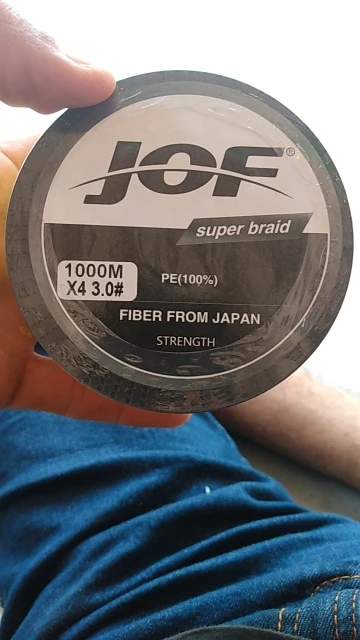 JOF®
super braid
1000M
X4 3.0#
PE(100%)
FIBER FROM JAPAN
STRENGTH